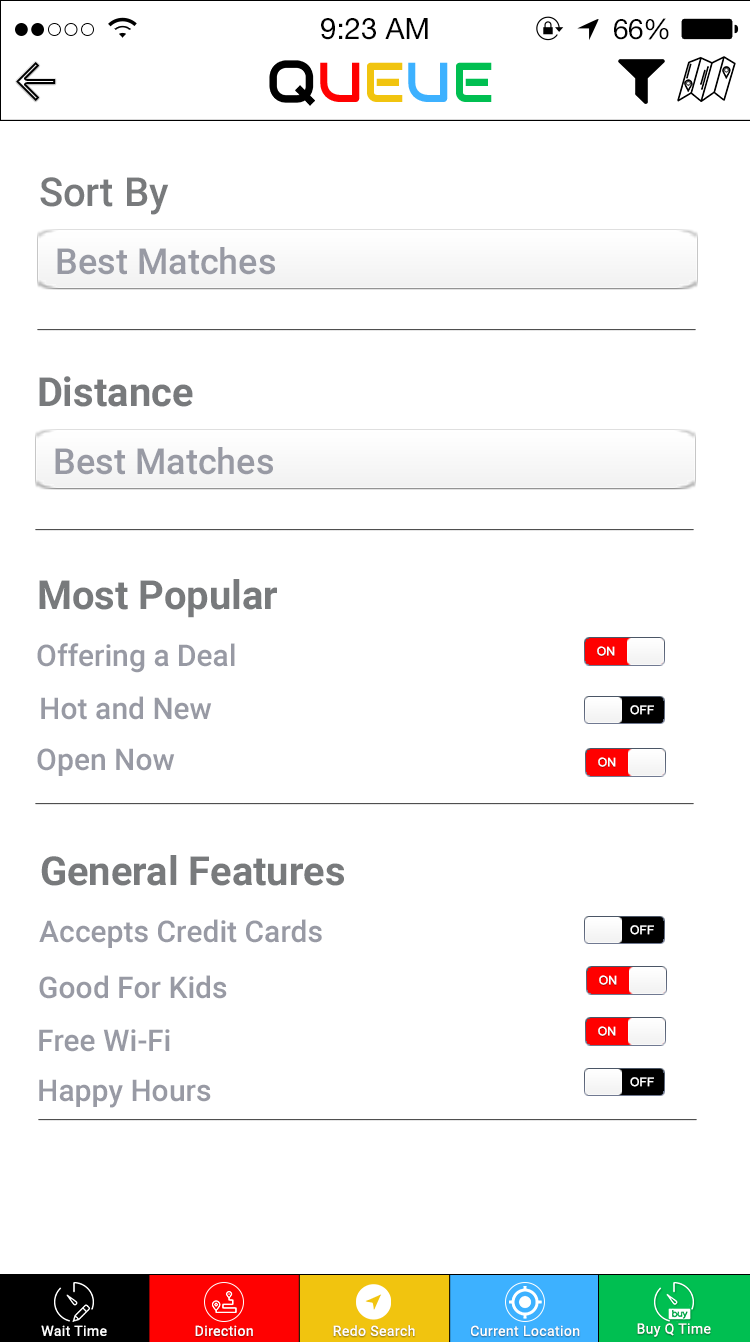 9:23 AM
66%
QUEUE
Sort By
Best Matches
Distance
Best Matches
Most Popular
Offering a Deal
ON
Hot and New
OFF
Open Now
ON
General Features
Accepts Credit Cards
OFF
Good For Kids
ON
Free Wi-Fi
ON
Happy Hours
OFF
buy
Wait Time
Direction
Redo Search
Current Location
Buy Q Time